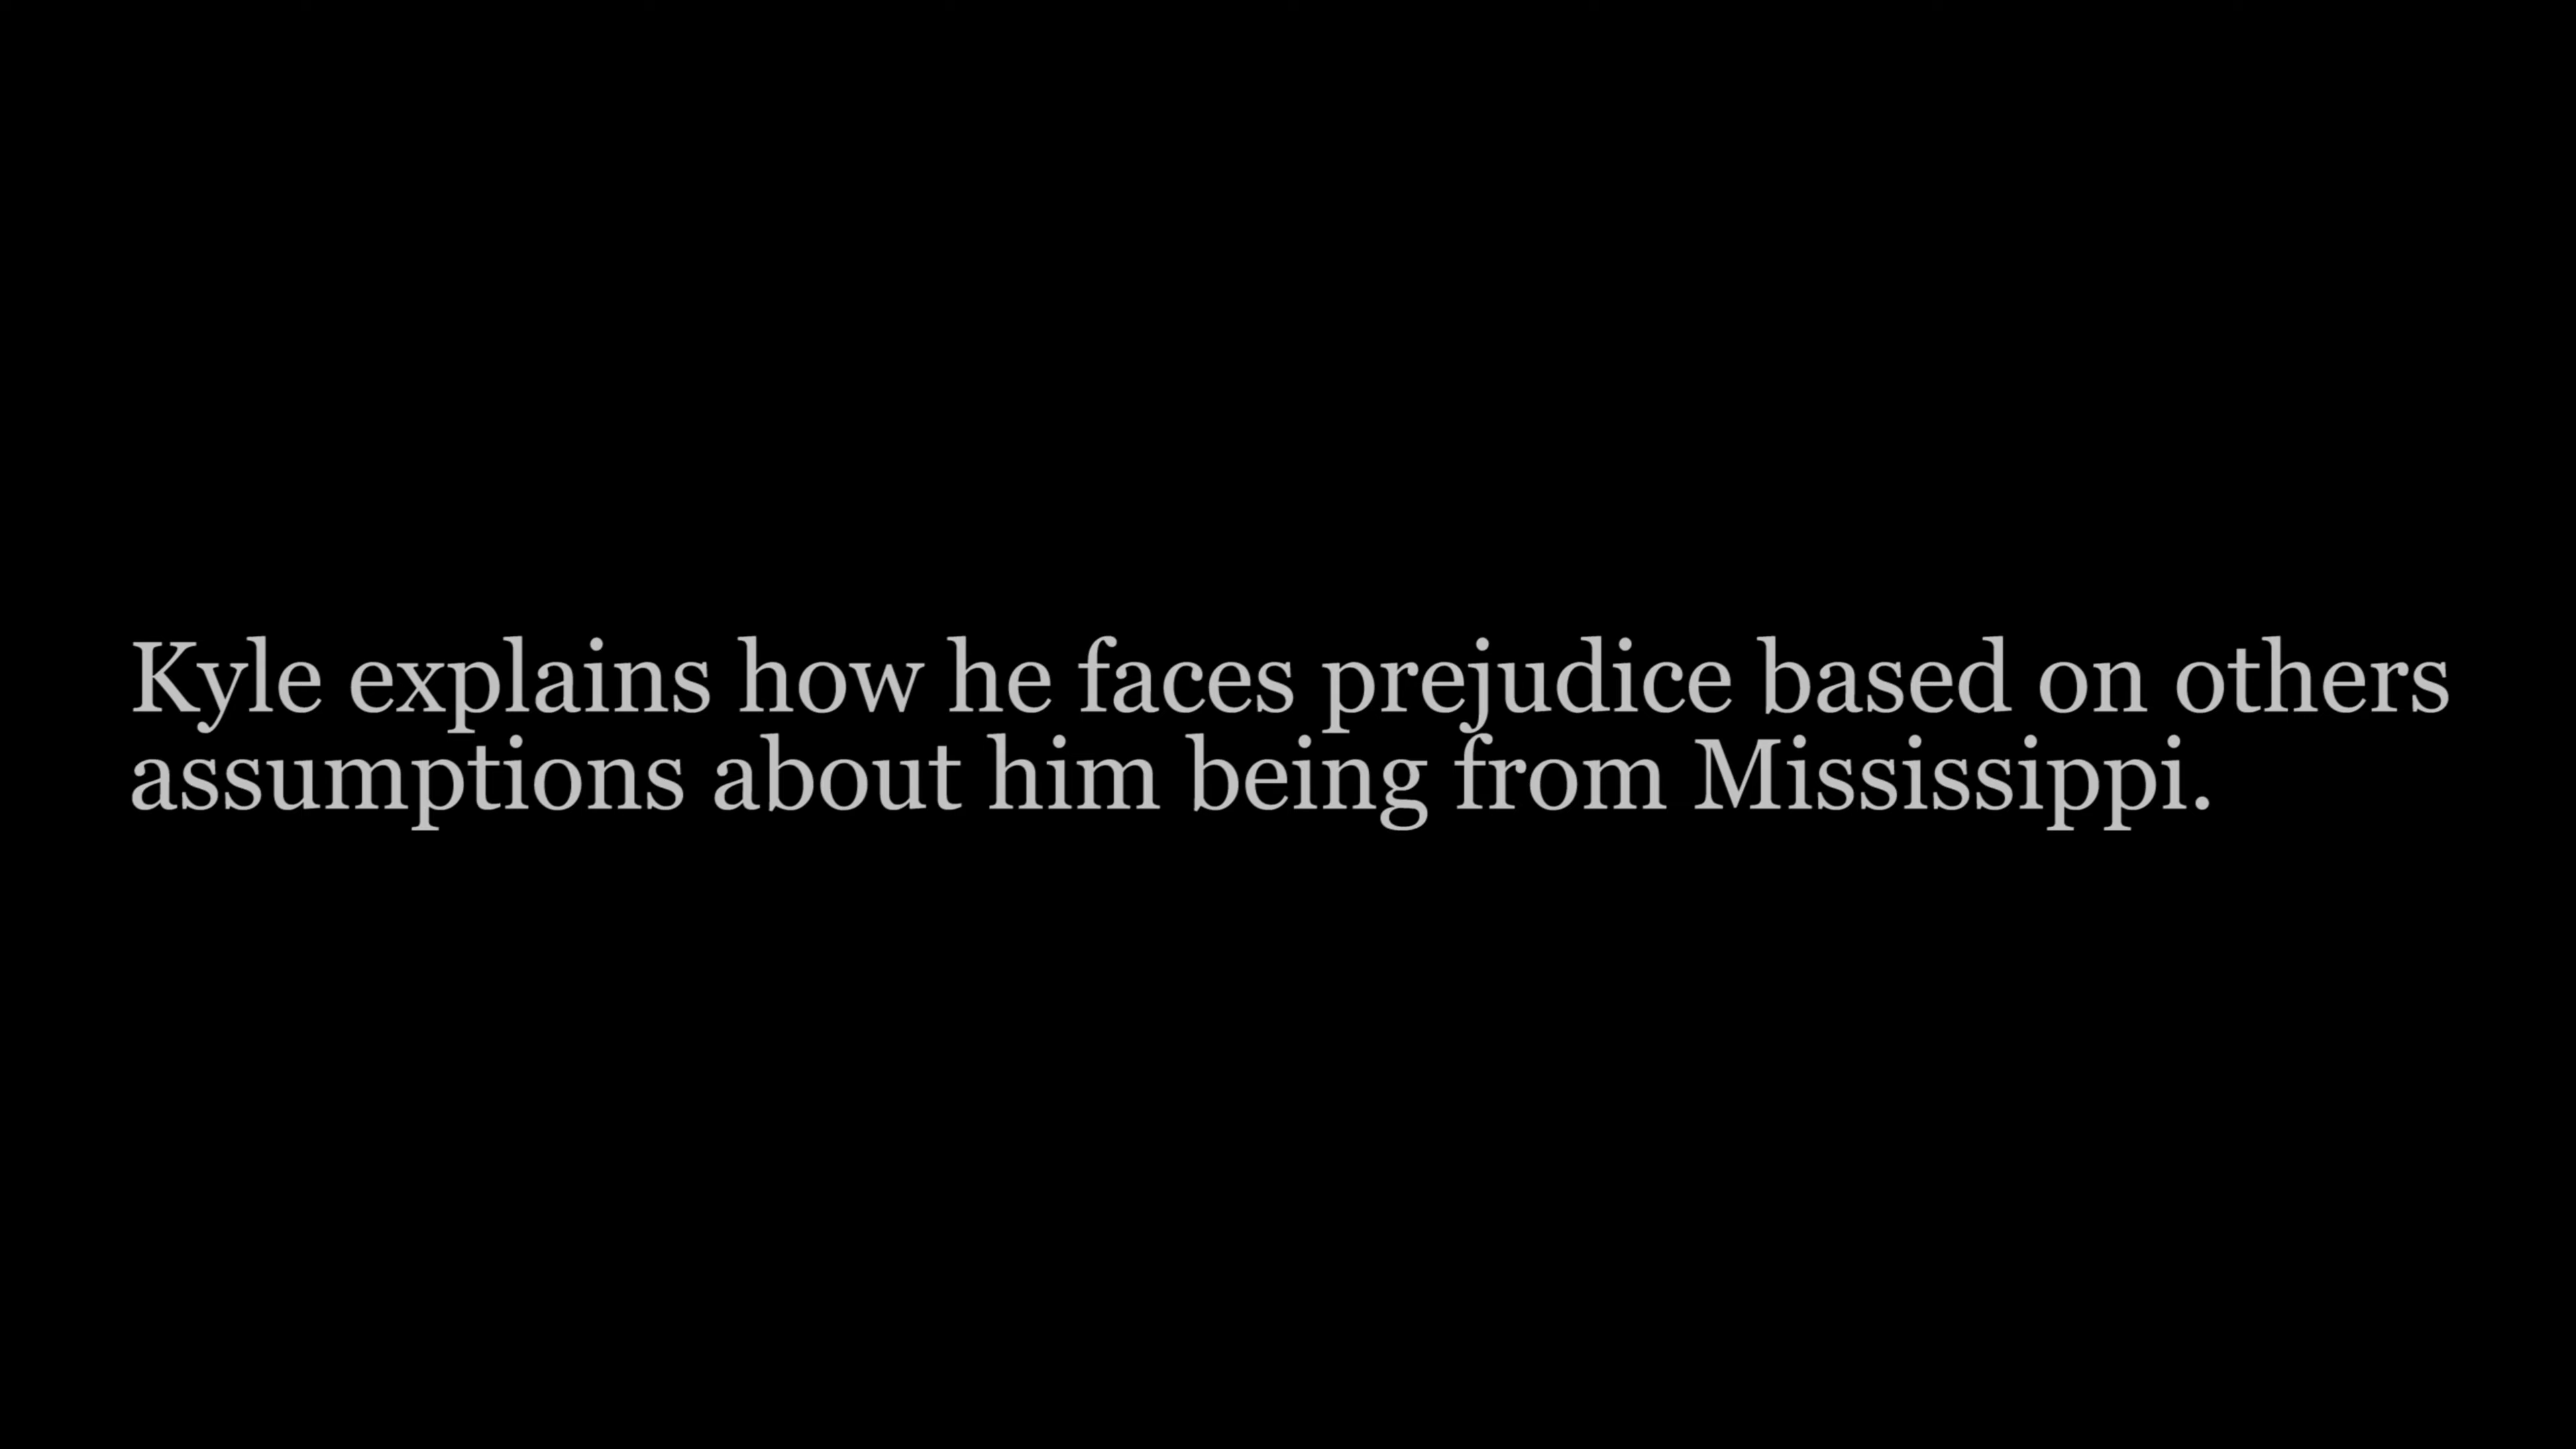 Kyle explains how he faces prejudice based on others
assumptions about him being from Mississippi.